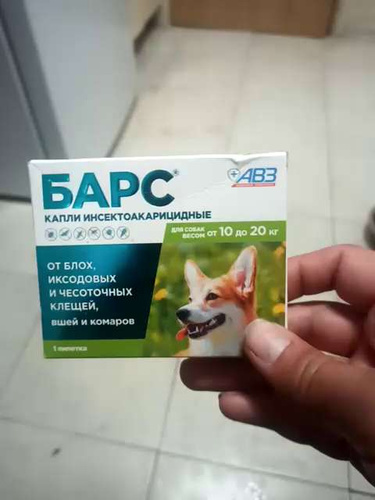 БАРС®
АВЗ
КАПЛИ ИНСЕКТОАКАРИЦИДНЫЕ
ДЛЯ СОБАК
ВЕСОМ от 10 до 20 кг
ОТ БЛОХ,
ИКСОДОВЫХ
И ЧЕСОТОЧНЫХ
КЛЕЩЕЙ,
вшей и комаров
1 пипетка